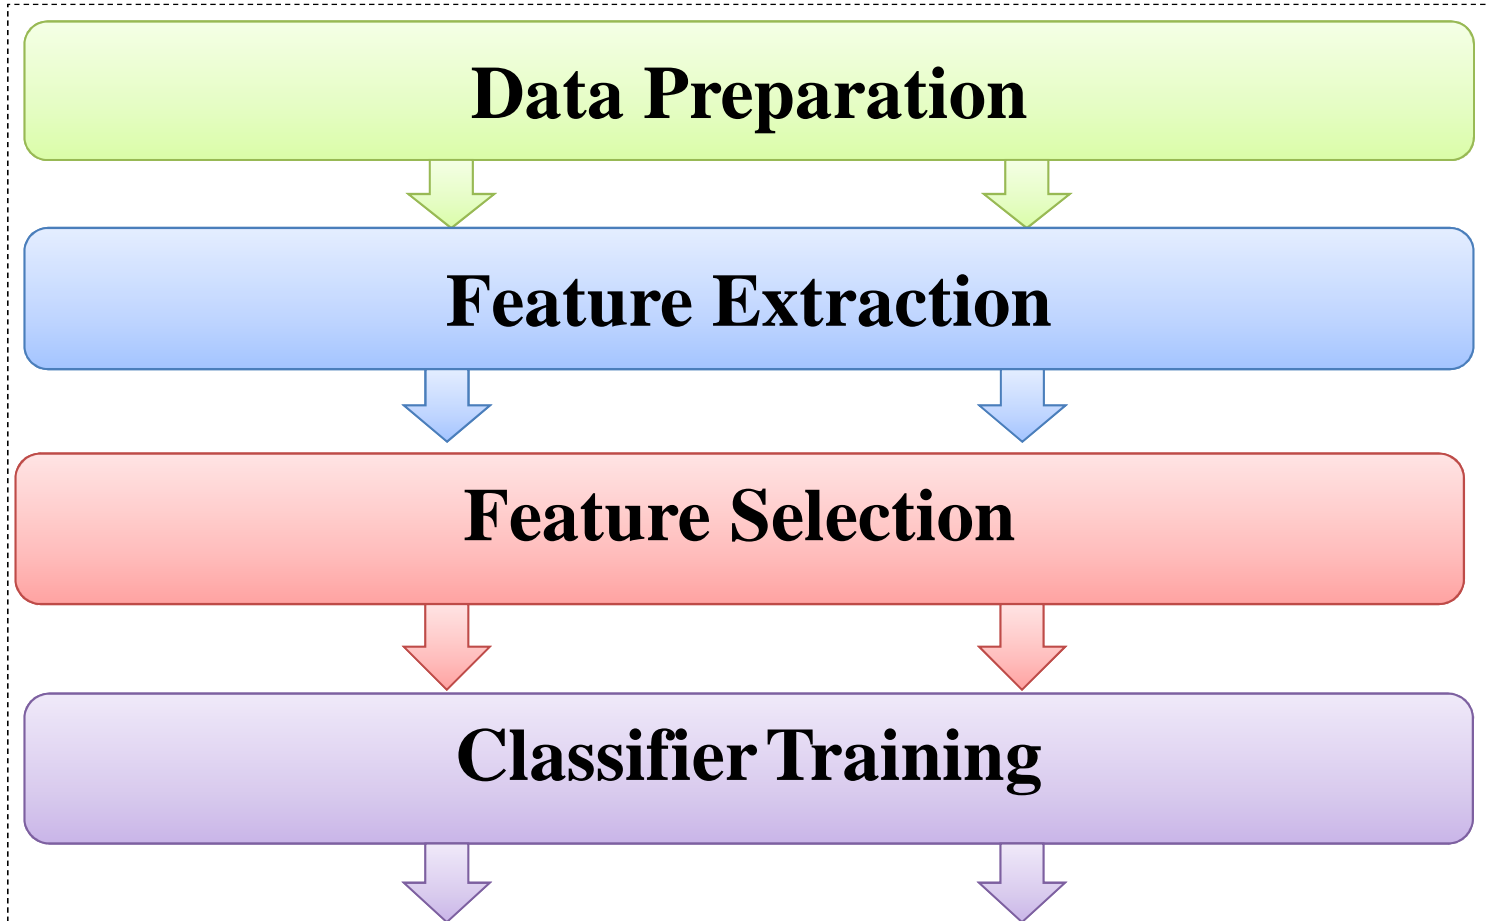 Data Preparation
Feature Extraction
Feature Selection
Classifier Training